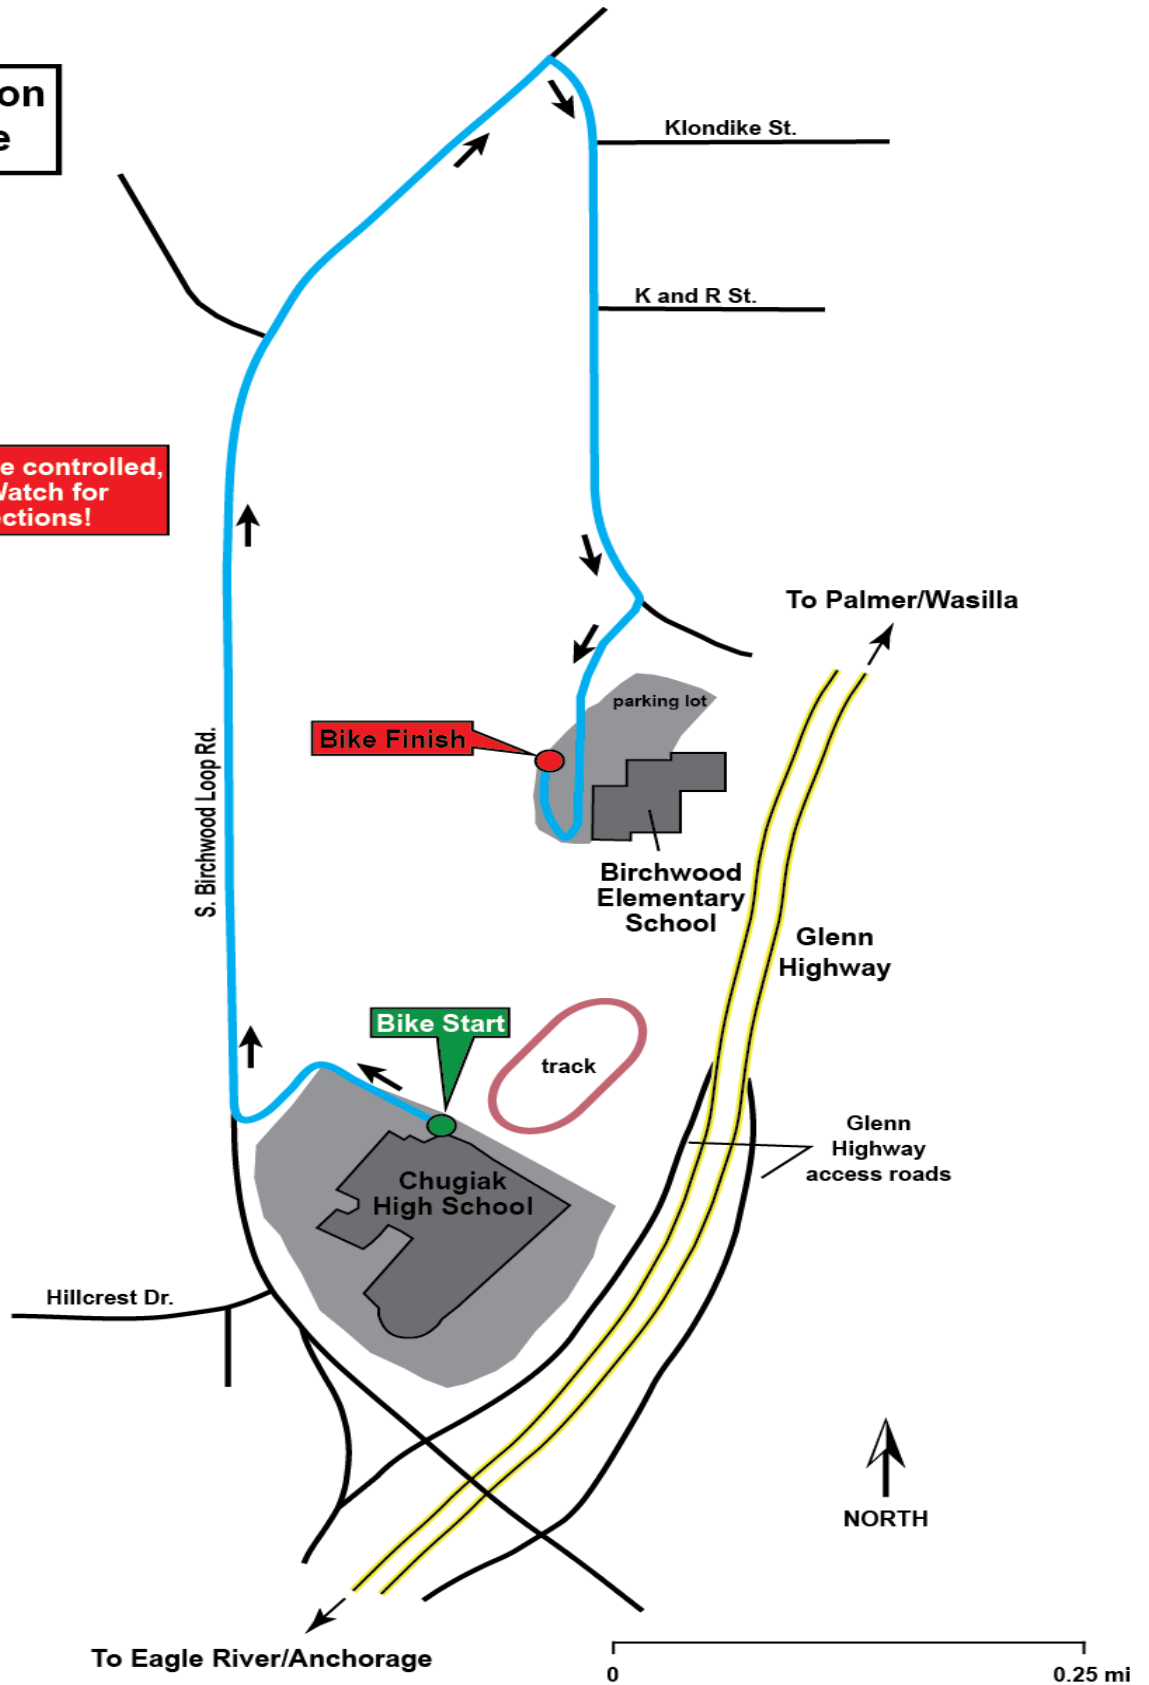 on
e
Klondike St.
K and R St.
e controlled,
Watch for
ections!
To Palmer/Wasilla
parking lot
Bike Finish
S. Birchwood Loop Rd.
Birchwood
Elementary
School
Glenn
Highway
Bike Start
track
Glenn
Highway
access roads
Chugiak
High School
Hillcrest Dr.
NORTH
To Eagle River/Anchorage
0
0.25 mi